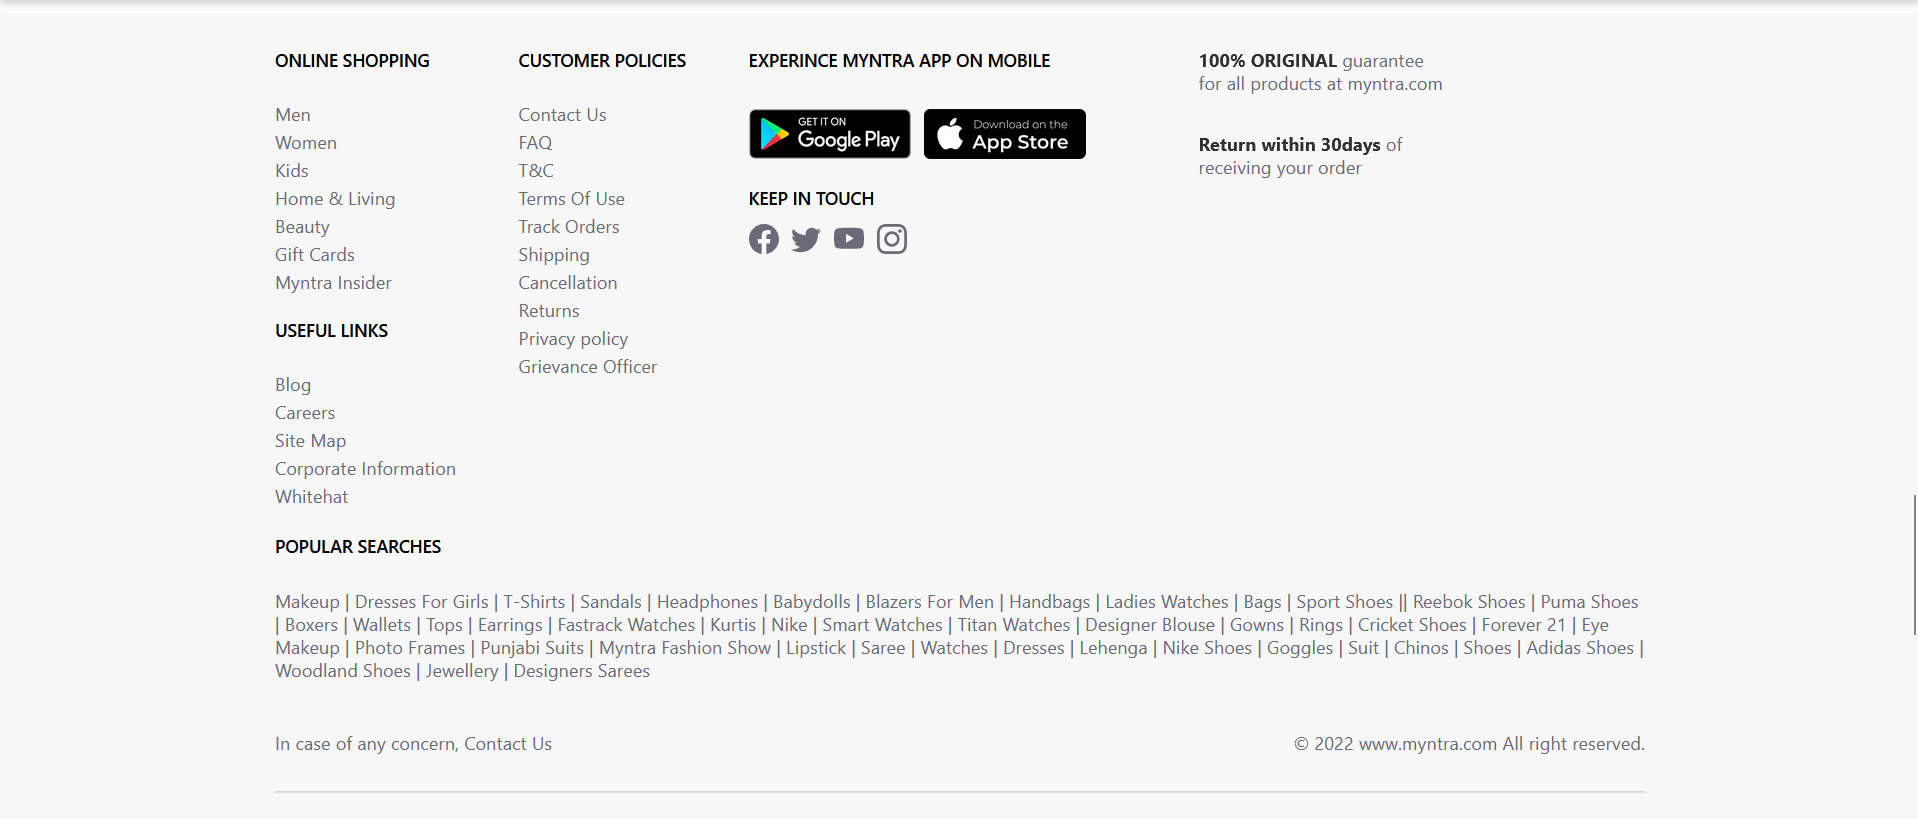 ONLINE SHOPPING
Men
Women
Kids
Home & Living
Beauty
Gift Cards
Myntra Insider
USEFUL LINKS
Blog
Careers
Site Map
Corporate Information
Whitehat
CUSTOMER POLICIES
Contact Us
FAQ
T&C
Terms Of Use
Track Orders
Shipping
Cancellation
Returns
Privacy policy
Grievance Officer
EXPERINCE MYNTRA APP ON MOBILE
GET IT ON
Google Play
Download on the
App Store
KEEP IN TOUCH
100% ORIGINAL guarantee
for all products at myntra.com
Return within 30days of
receiving your order
POPULAR SEARCHES
Makeup | Dresses For Girls | T-Shirts | Sandals | Headphones | Babydolls | Blazers For Men | Handbags | Ladies Watches | Bags | Sport Shoes || Reebok Shoes | Puma Shoes
| Boxers | Wallets | Tops | Earrings | Fastrack Watches | Kurtis | Nike | Smart Watches | Titan Watches | Designer Blouse | Gowns | Rings | Cricket Shoes | Forever 21 | Eye
Makeup | Photo Frames | Punjabi Suits | Myntra Fashion Show | Lipstick | Saree | Watches | Dresses | Lehenga | Nike Shoes | Goggles | Suit | Chinos | Shoes | Adidas Shoes |
Woodland Shoes | Jewellery | Designers Sarees
In case of any concern, Contact Us
© 2022 www.myntra.com All right reserved.